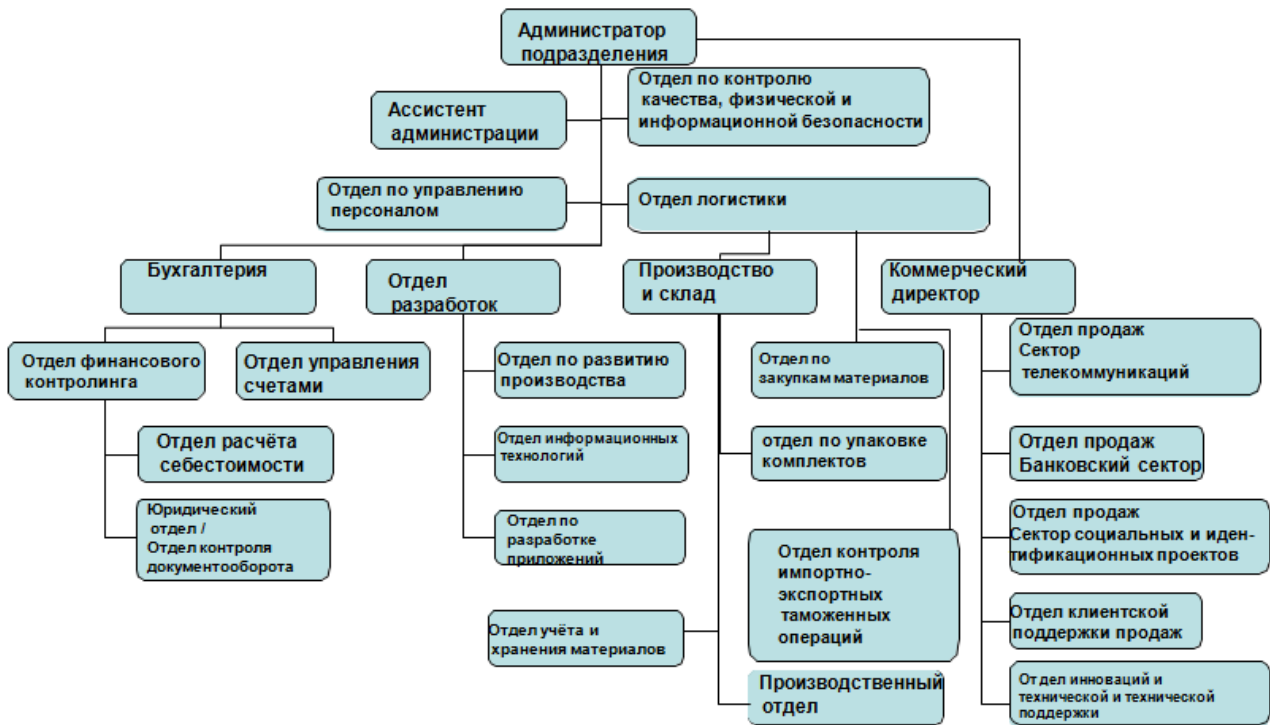 Администратор
подразделения
Отдел по контролю
качества, физической и
информационной безопасности
Ассистент
администрации
Отдел по управлению
персоналом
Отдел логистики
Бухгалтерия
Отдел
разработок
Производство
и склад
Коммерческий
директор
Отдел финансового
контролинга
Отдел управления
счетами
Отдел по развитию
производства
Отдел по
закупкам материалов
Отдел продаж
Сектор
телекоммуникаций
Отдел расчёта
себестоимости
Отдел информационных
технологий
отдел по упаковке
комплектов
Отдел продаж
Банковский сектор
Юридический
отдел /
Отдел контроля
документооборота
Отдел по
разработке
приложений
Отдел контроля
импортно-
экспортных
таможенных
операций
Отдел продаж
Сектор социальных и иден-
тификационных проектов
Отдел учёта и
хранения материалов
Отдел клиентской
поддержки продаж
Производственный
отдел
Отдел инноваций и
технической и технической
поддержки